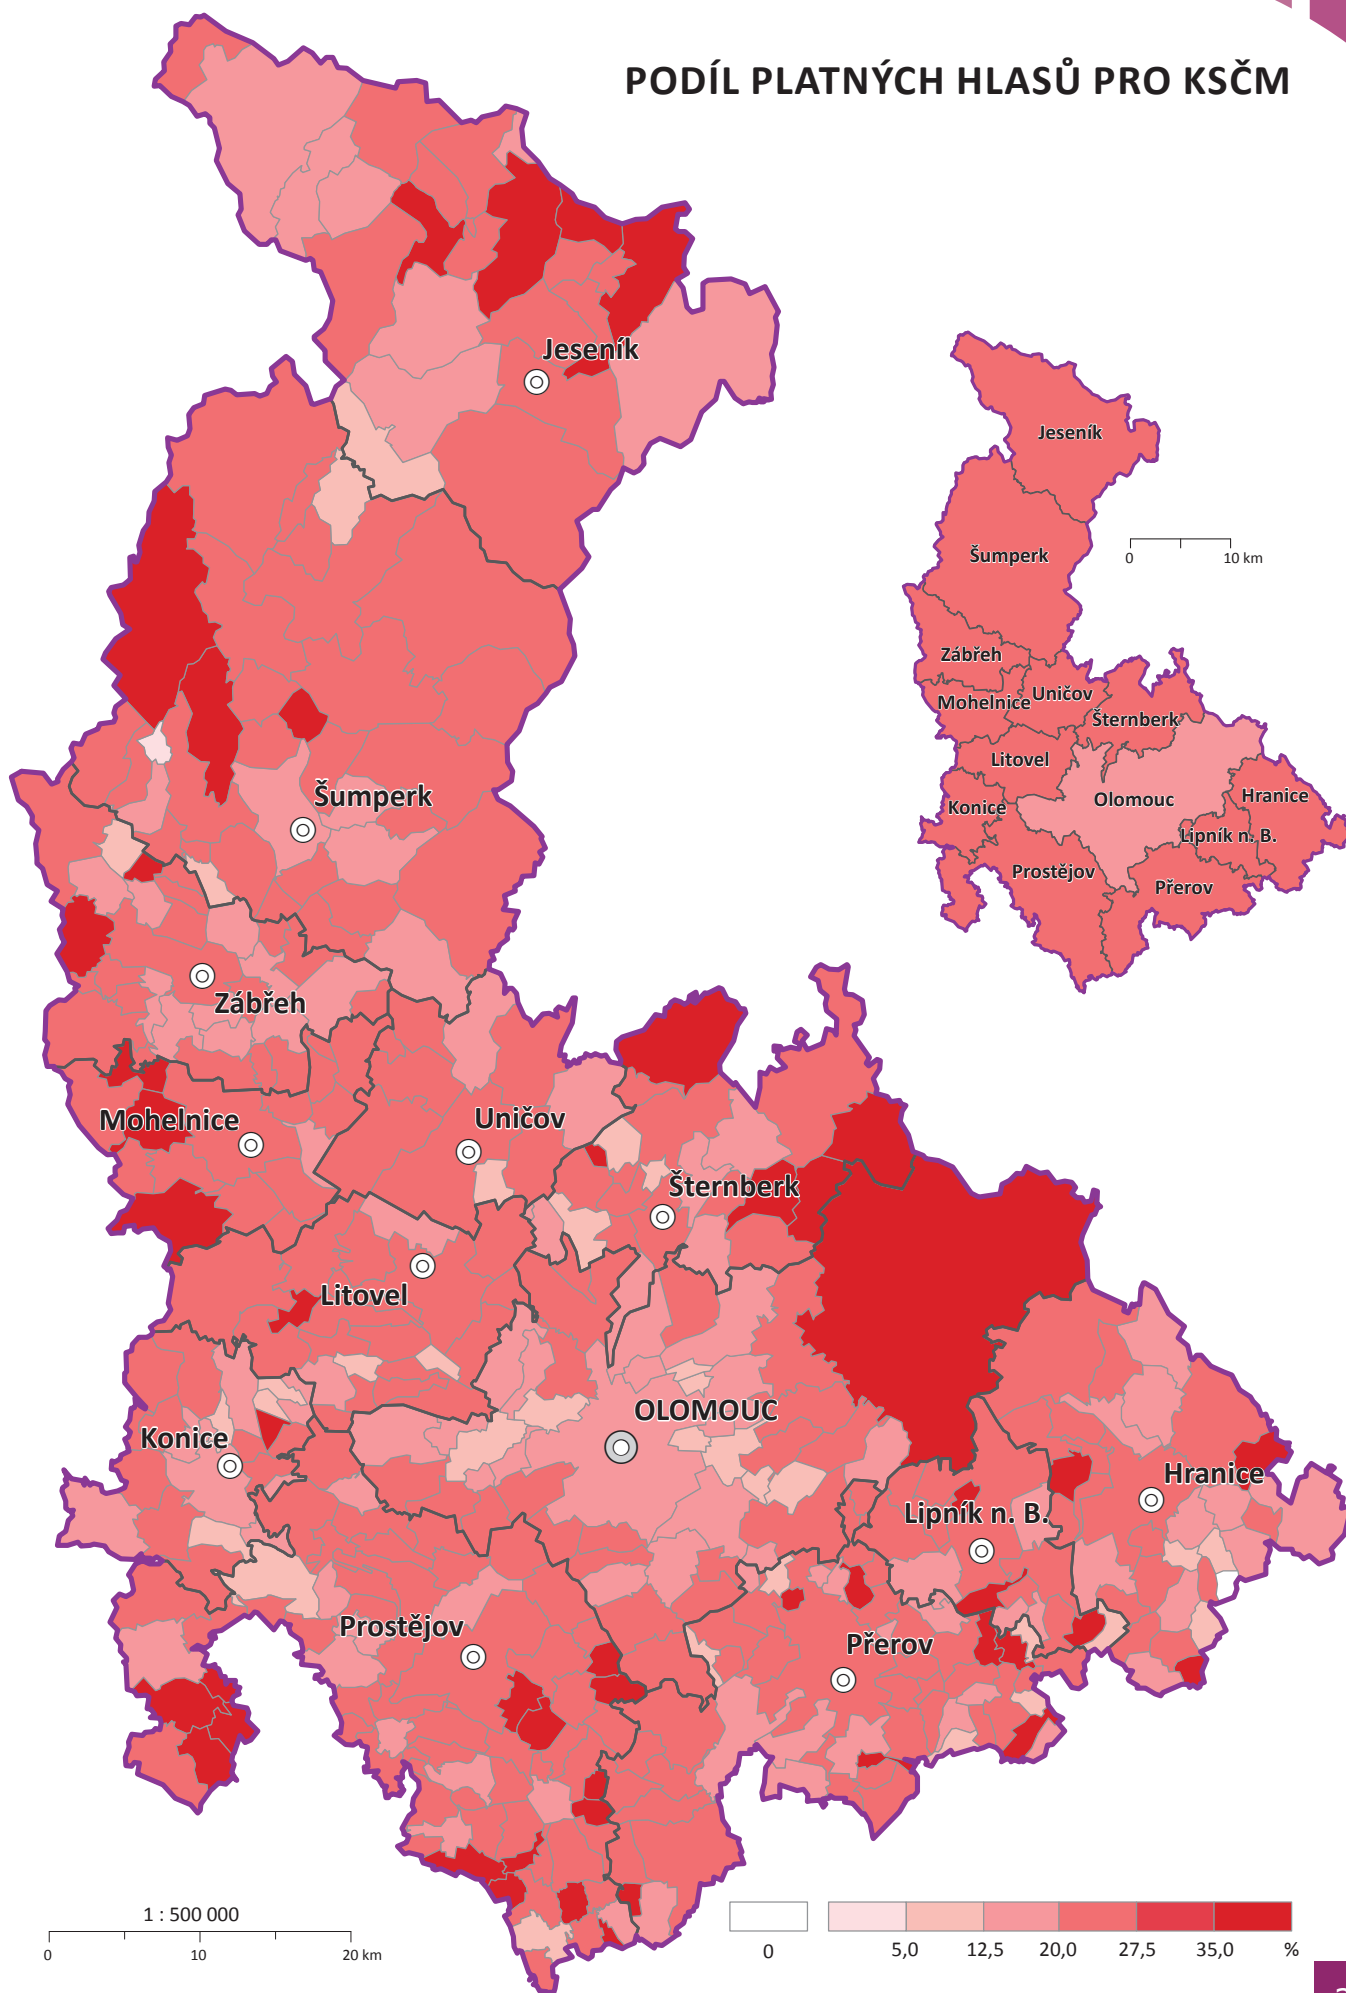 PODÍL PLATNÝCH HLASŮ PRO KSČM
Jeseník
Šumperk
Zábřeh
Mohelnice
Uničov
Šternberk
Litovel
OLOMOUC
Konice
Hranice
Lipník n. B.
Prostějov
Přerov
Jeseník
0 10 km
Šumperk
Zábřeh
Mohelnice
Uničov
Šternberk
Litovel
Olomouc
Konice
Hranice
Lipník n. B.
Prostějov
Přerov
1 : 500 000
0 10 20 km
0 5,0 12,5 20,0 27,5 35,0 %